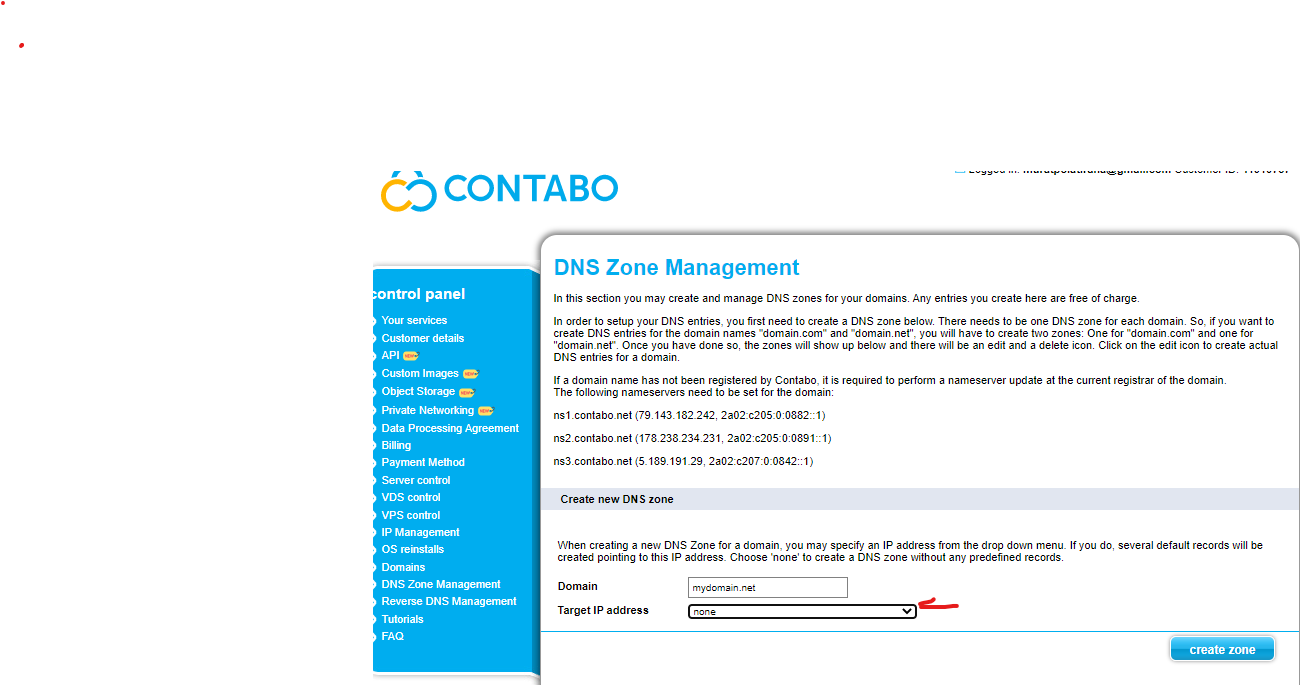 CONTABO
Logged in:
Customer ID:
DNS Zone Management
In this section you may create and manage DNS zones for your domains. Any entries you create here are free of charge.
In order to setup your DNS entries, you first need to create a DNS zone below. There needs to be one DNS zone for each domain. So, if you want to
create DNS entries for the domain names "domain.com" and "domain.net", you will have to create two zones: One for "domain.com" and one for
"domain.net". Once you have done so, the zones will show up below and there will be an edit and a delete icon. Click on the edit icon to create actual
DNS entries for a domain.
If a domain name has not been registered by Contabo, it is required to perform a nameserver update at the current registrar of the domain.
The following nameservers need to be set for the domain:
ns1.contabo.net (79.143.182.242, 2a02:c205:0:0882::1)
ns2.contabo.net (178.238.234.231, 2a02:c205:0:0891::1)
ns3.contabo.net (5.189.191.29, 2a02:c207:0:0842::1)
Create new DNS zone
When creating a new DNS Zone for a domain, you may specify an IP address from the drop down menu. If you do, several default records will be
created pointing to this IP address. Choose 'none' to create a DNS zone without any predefined records.
Domain
mydomain.net
Target IP address
none
create zone
control panel
Your services
Customer details
API
Custom Images
Object Storage
Private Networking
Data Processing Agreement
Billing
Payment Method
Server control
VDS control
VPS control
IP Management
OS reinstalls
Domains
DNS Zone Management
Reverse DNS Management
Tutorials
FAQ